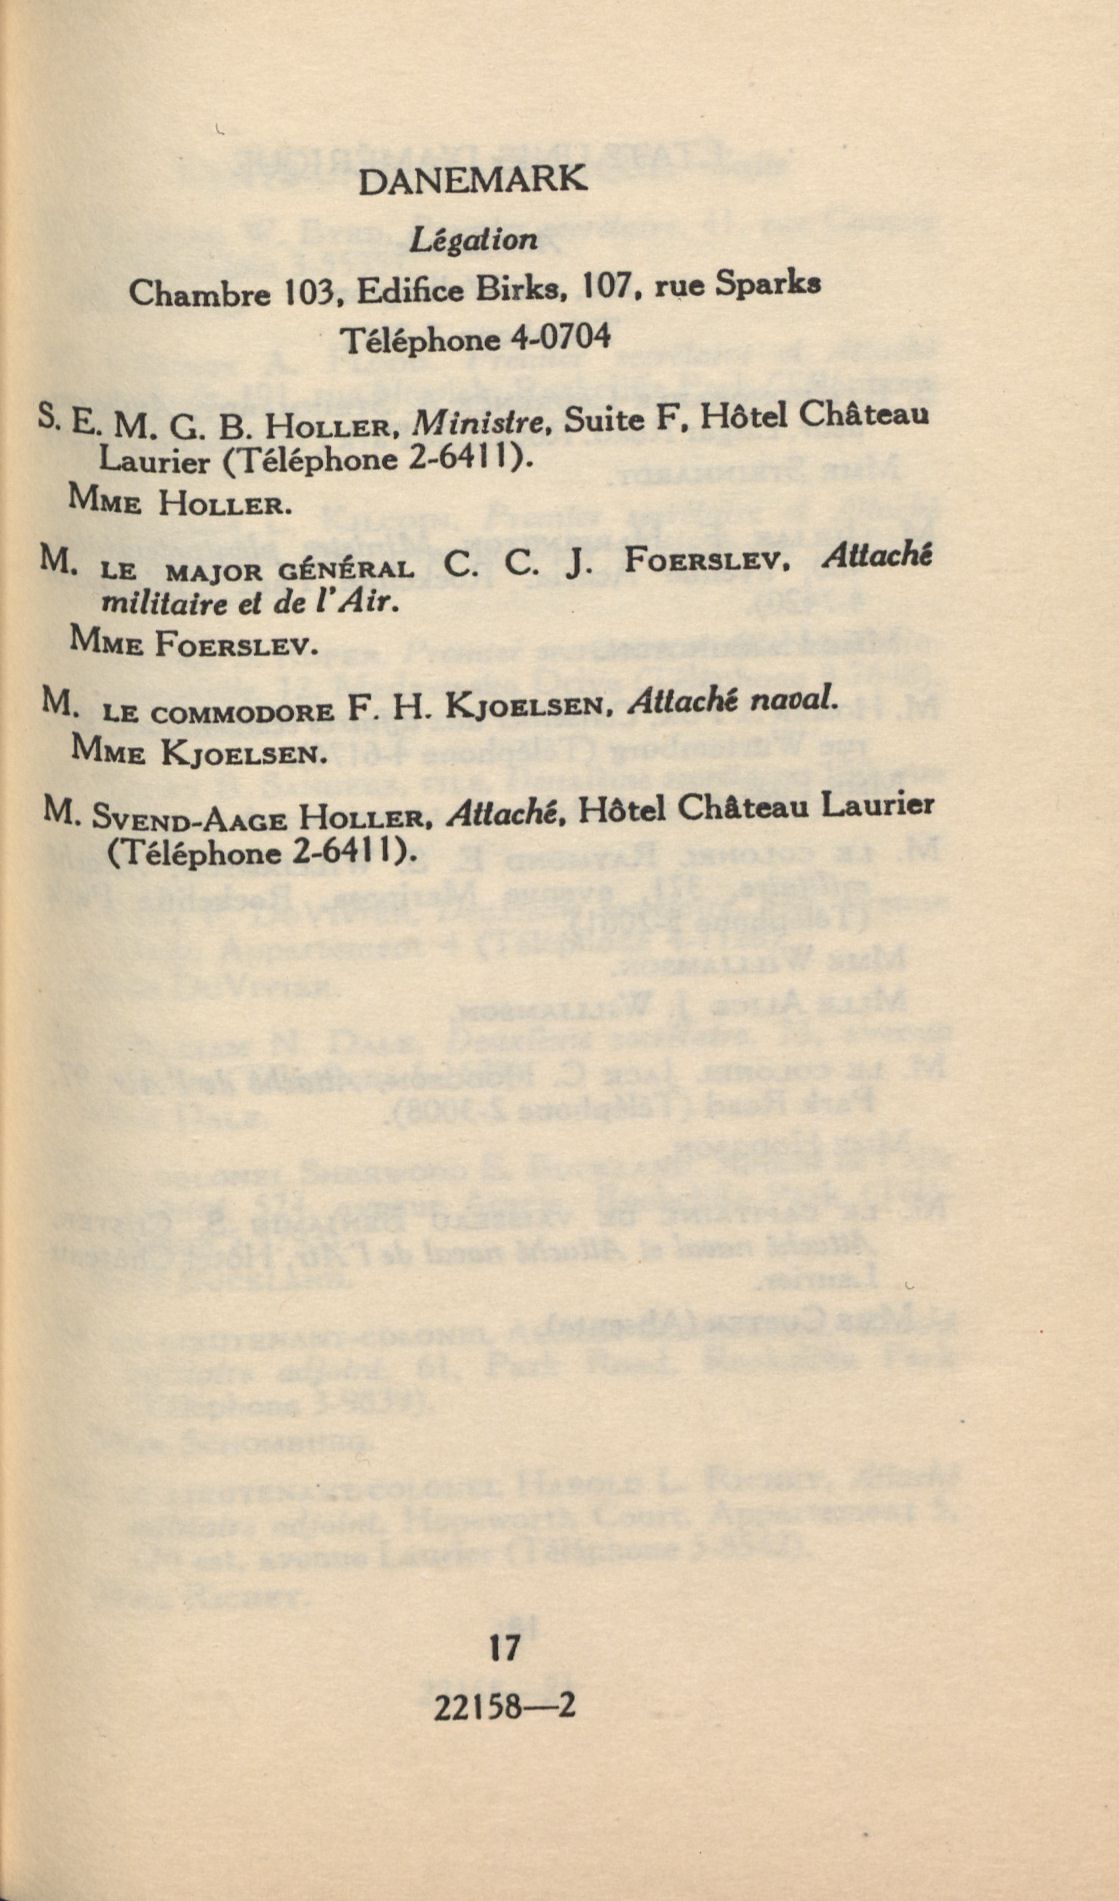 DANEMARK
Légation
Chambre 103, Edifice Birks, 107, rue Sparks
Téléphone 4-0704
S. E. M. G. B. HOLLER, Ministre, Suite F, Hôtel Château
Laurier (Téléphone 2-6411).
MME HOLLER.
M. LE MAJOR GÉNÉRAL C. C. J. FOERSLEV, Attaché
militaire et de l'Air.
MME FOERSLEV.
M. LE COMMODORE F. H. KJOELSEN, Attaché naval.
MME KJOELSEN.
M. SVEND-AAGE HOLLER, Attaché, Hôtel Château Laurier
(Téléphone 2-6411).
17
22158—2